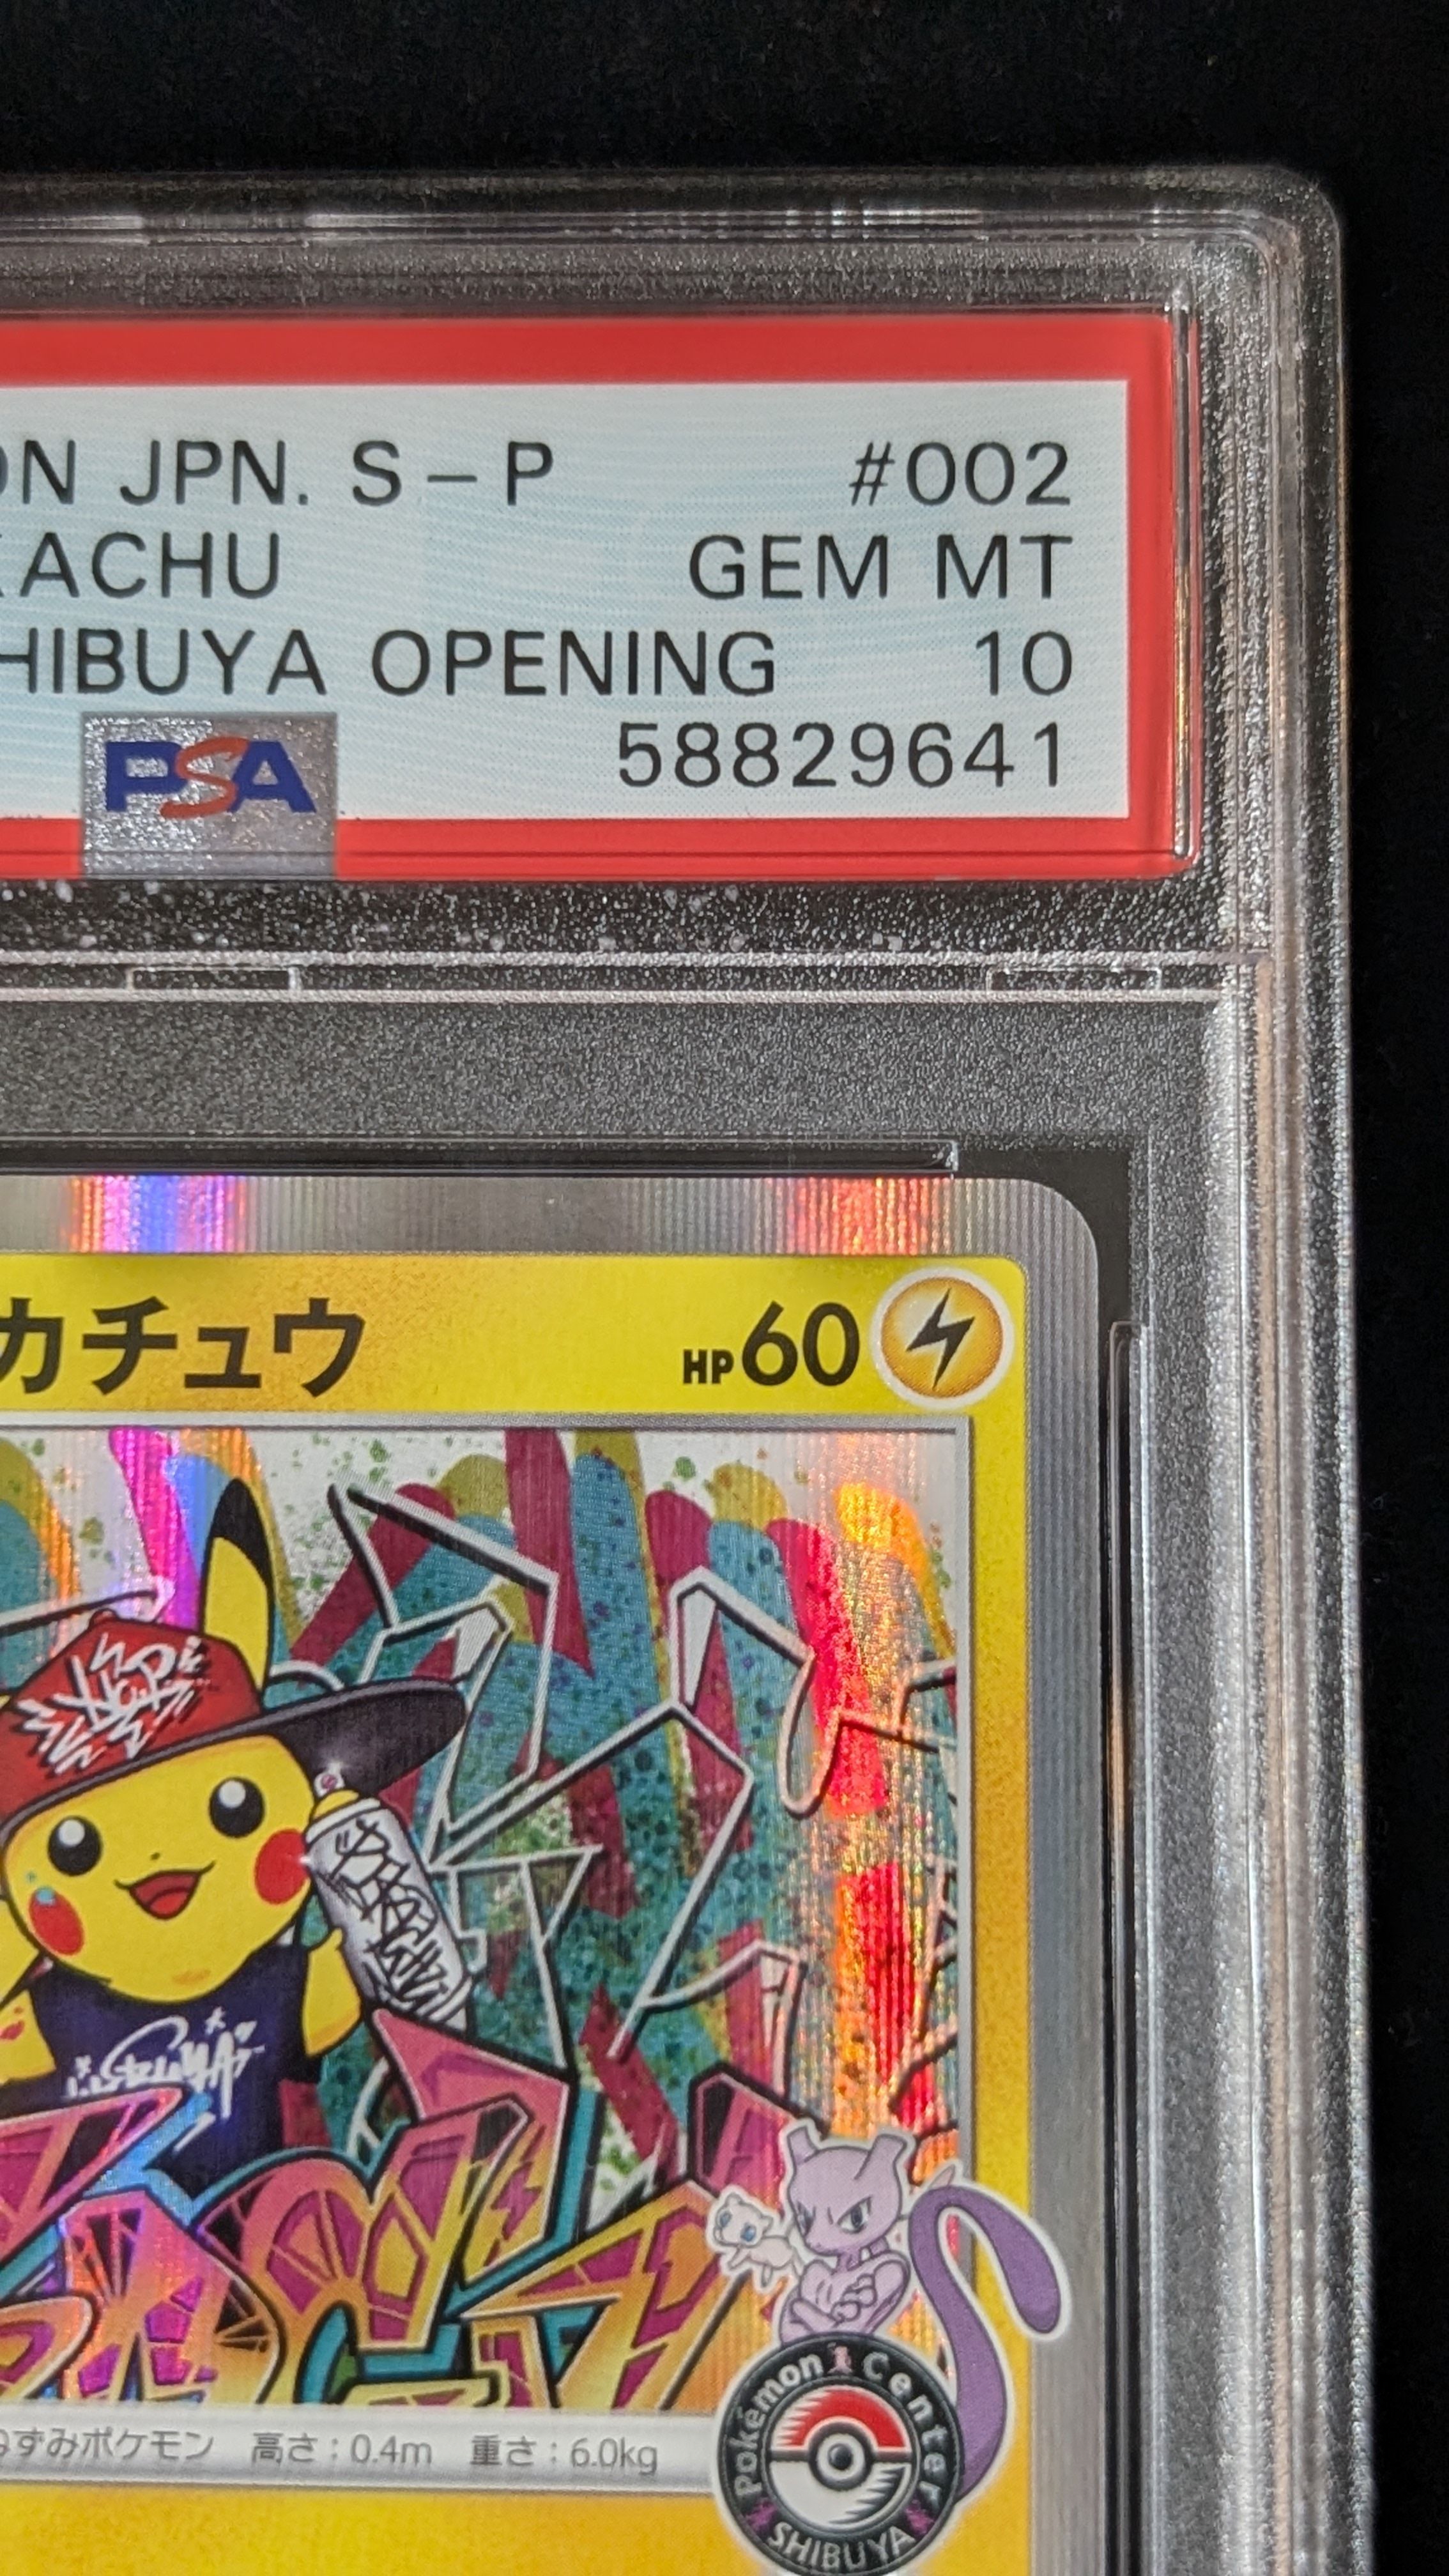 ON JPN. S-P #002
KACHU GEM MT
HIBUYA OPENING 10
PSA 58829641
カチュウ HP60
ずみポケモン 高さ:0.4m 重さ:6.0kg
Pokémon Center
SHIBUYA